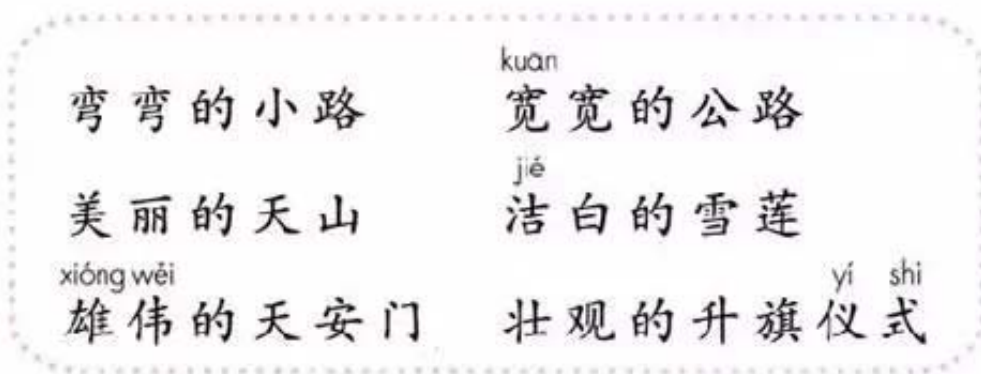 kuān
弯弯的小路 宽宽的公路
jié
美丽的天山 洁白的雪莲
xióng wěi yí shì
雄伟的天安门 壮观的升旗仪式